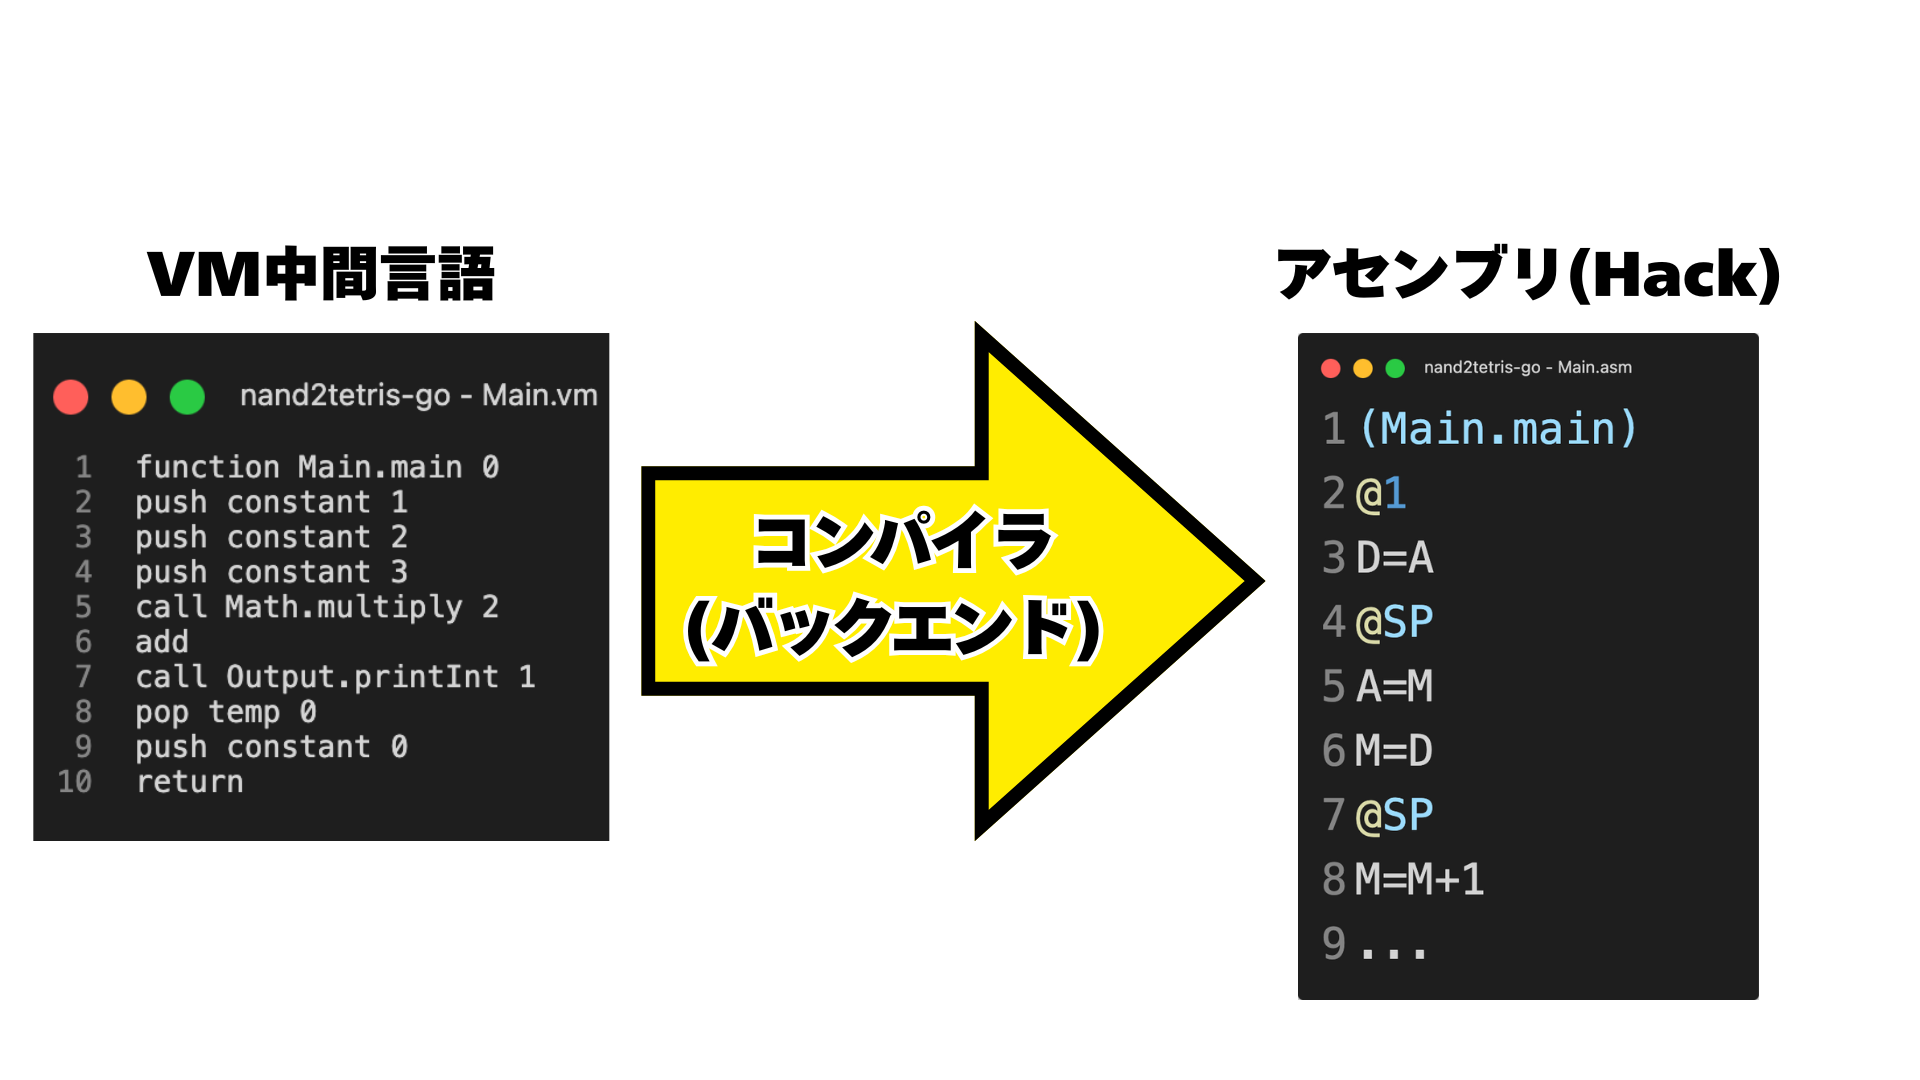 VM中間言語
nand2tetris-go - Main.vm
1 function Main.main 0
2 push constant 1
3 push constant 2
4 push constant 3
5 call Math.multiply 2
6 add
7 call Output.printInt 1
8 pop temp 0
9 push constant 0
10 return
コンパイラ
(バックエンド)
アセンブリ(Hack)
nand2tetris-go - Main.asm
1 (Main.main)
2 @1
3 D=A
4 @SP
5 A=M
6 M=D
7 @SP
8 M=M+1
9 ...